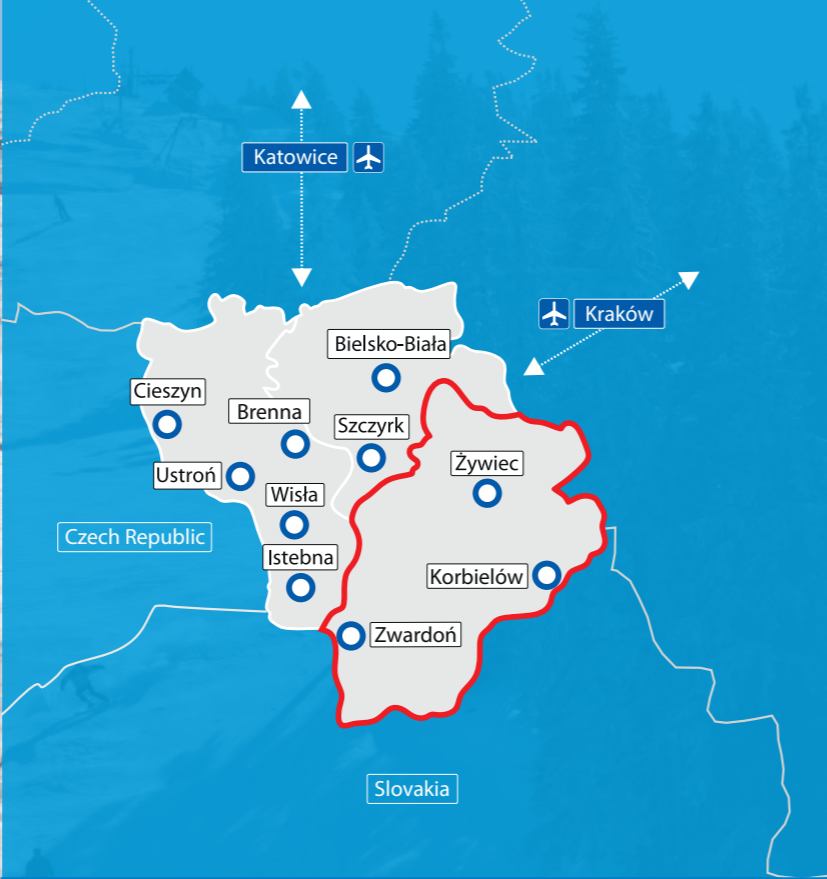 Katowice
Kraków
Bielsko-Biała
Cieszyn
Brenna
Szczyrk
Żywiec
Ustroń
Wisła
Czech Republic
Istebna
Korbielów
Zwardoń
Slovakia